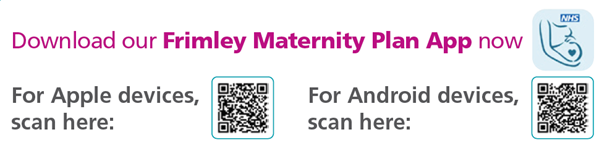 Download our Frimley Maternity Plan App now
NHS
For Apple devices,
scan here:
For Android devices,
scan here: